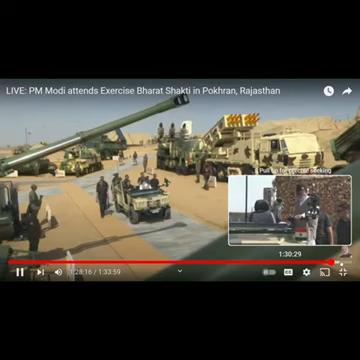 LIVE: PM Modi attends Exercise Bharat Shakti in Pokhran, Rajasthan
Pull up for precise seeking
1:30:29
1:28:16 / 1:33:59